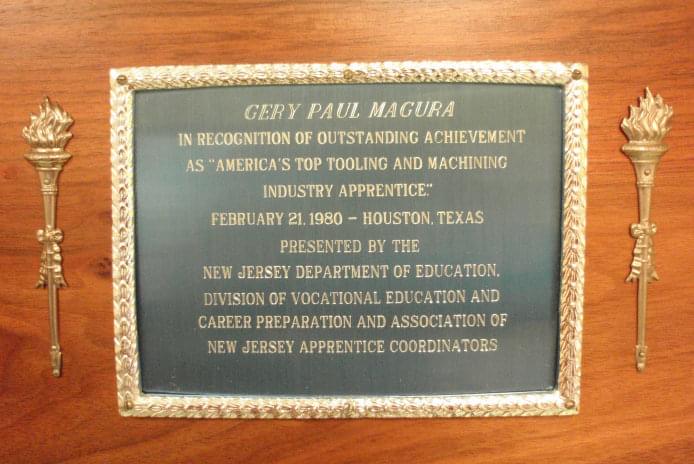 GERY PAUL MAGURA
IN RECOGNITION OF OUTSTANDING ACHIEVEMENT
AS "AMERICA'S TOP TOOLING AND MACHINING
INDUSTRY APPRENTICE."
FEBRUARY 21, 1980 – HOUSTON, TEXAS
PRESENTED BY THE
NEW JERSEY DEPARTMENT OF EDUCATION,
DIVISION OF VOCATIONAL EDUCATION AND
CAREER PREPARATION AND ASSOCIATION OF
NEW JERSEY APPRENTICE COORDINATORS